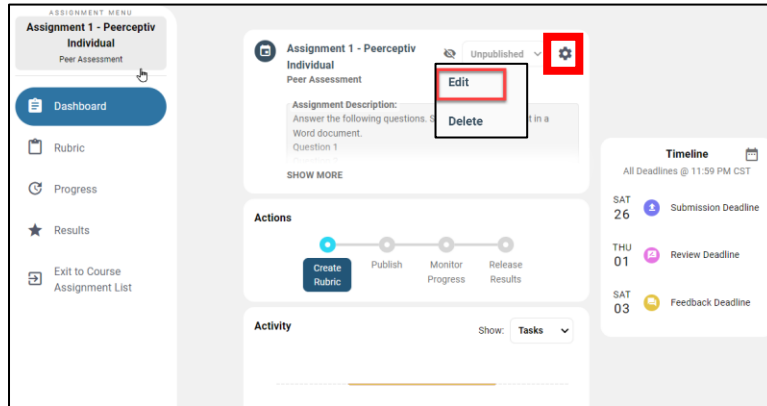 ASSIGNMENT MENU
Assignment 1 - Peerceptiv
Individual
Peer Assessment
Dashboard
Rubric
Progress
Results
Exit to Course
Assignment List
Assignment 1 - Peerceptiv
Individual
Peer Assessment
Unpublished
Edit
Delete
Assignment Description:
Answer the following questions. S t in a
Word document.
Question 1
SHOW MORE
Actions
Create
Rubric
Publish
Monitor
Progress
Release
Results
Activity
Show:
Tasks
Timeline
All Deadlines @ 11:59 PM CST
SAT
26
Submission Deadline
THU
01
Review Deadline
SAT
03
Feedback Deadline